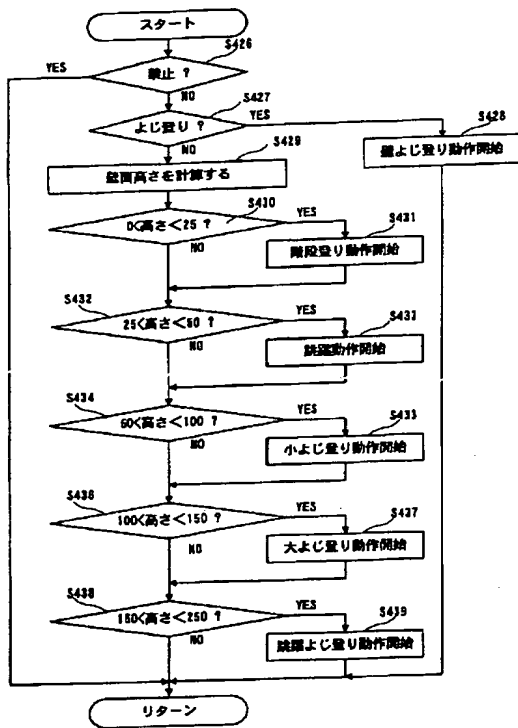 スタート
S426
YES
禁止 ?
NO
S427
よじ登り ?
YES
S428
NO
壁よじ登り動作開始
S429
壁面高さを計算する
S430
0<高さ<25 ?
YES
S431
NO
階段登り動作開始
S432
25<高さ<50 ?
YES
S433
NO
跳躍動作開始
S434
50<高さ<100 ?
YES
S433
NO
小よじ登り動作開始
S436
100<高さ<150 ?
YES
S437
NO
大よじ登り動作開始
S438
150<高さ<250 ?
YES
S439
NO
跳躍よじ登り動作開始
リターン